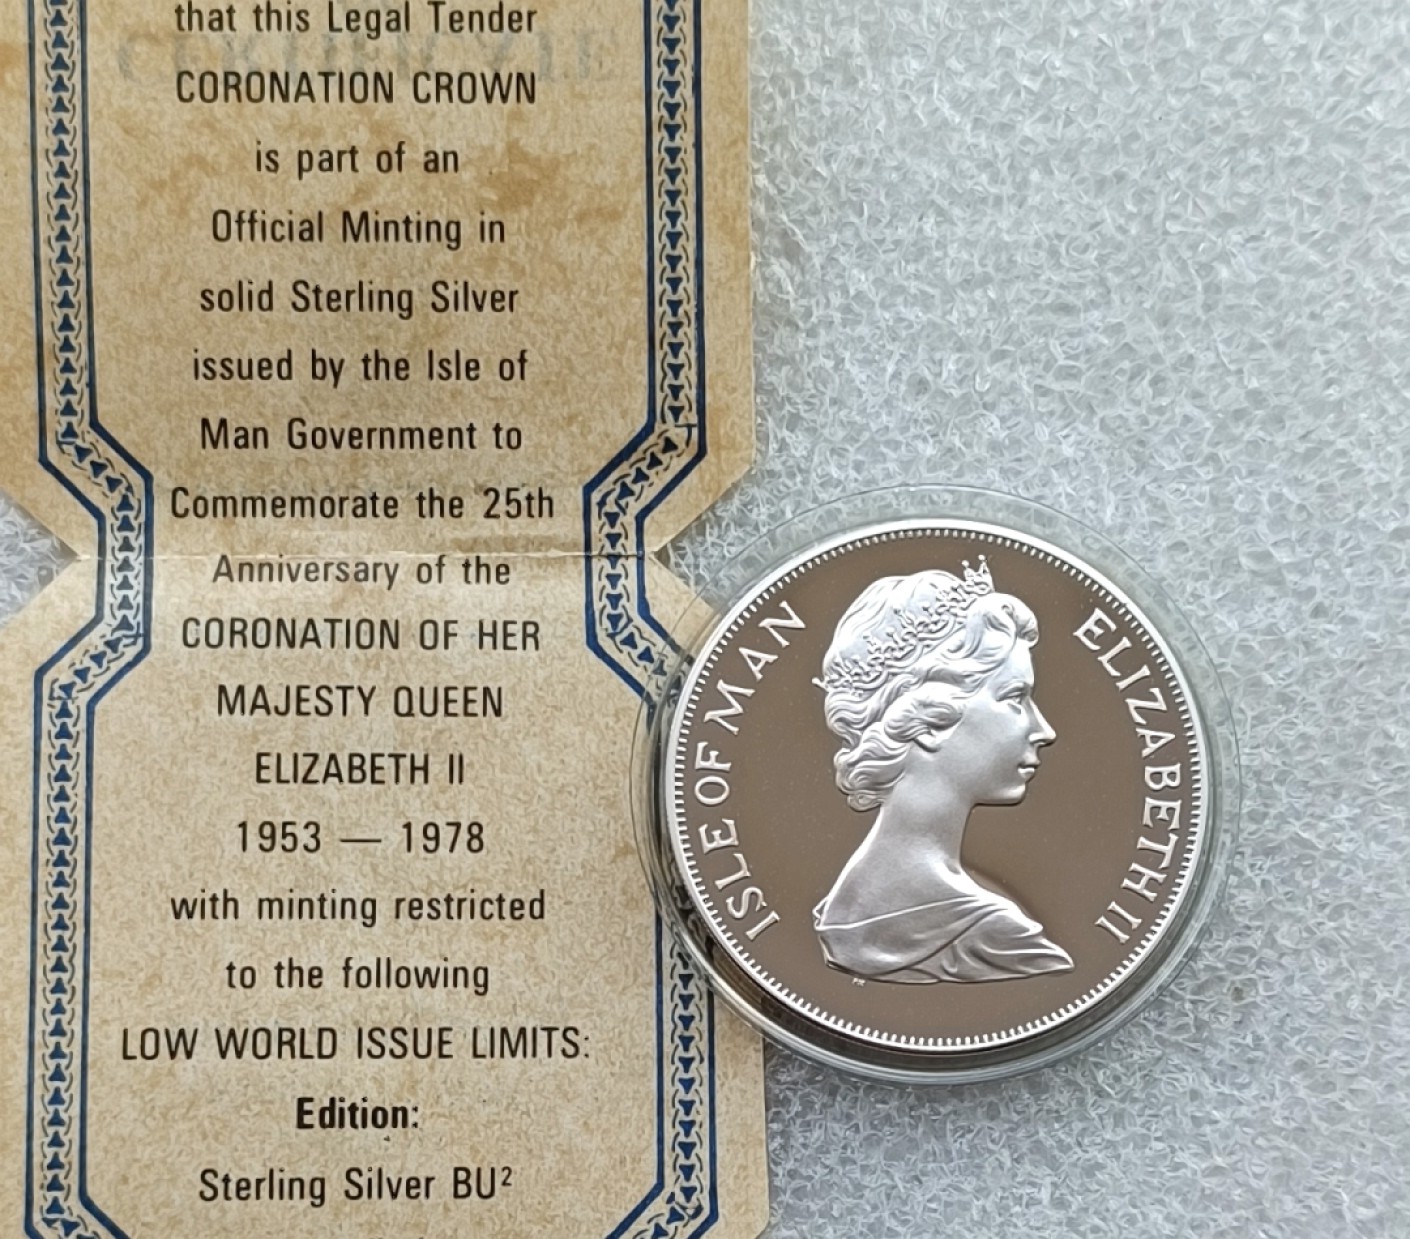 that this Legal Tender
CORONATION CROWN
is part of an
Official Minting in
solid Sterling Silver
issued by the Isle of
Man Government to
Commemorate the 25th
Anniversary of the
CORONATION OF HER
MAJESTY QUEEN
ELIZABETH II
1953 — 1978
with minting restricted
to the following
LOW WORLD ISSUE LIMITS:
Edition:
Sterling Silver BU²
ISLE OF MAN
ELIZABETH II